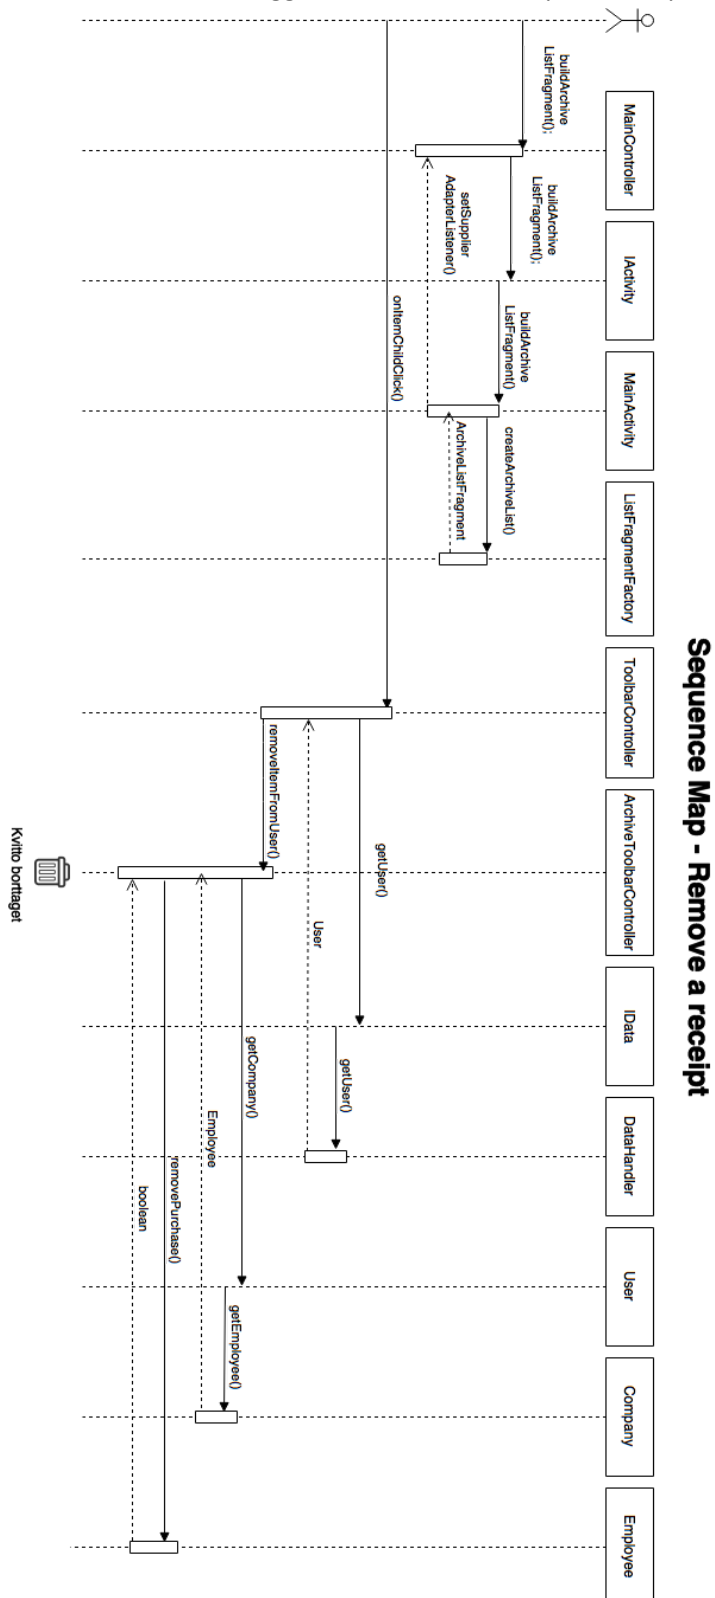 Sequence Map - Remove a receipt
MainController
IActivity
MainActivity
ListFragmentFactory
ToolbarController
ArchiveToolbarController
IData
DataHandler
User
Company
Employee
buildArchive
ListFragment();
buildArchive
ListFragment();
buildArchive
ListFragment()
createArchiveList()
ArchiveListFragment
setSupplier
AdapterListener()
onItemChildClick()
getUser()
getUser()
User
removeItemFromUser()
getCompany()
getEmployee()
Employee
removePurchase()
boolean
Kvitto borttaget